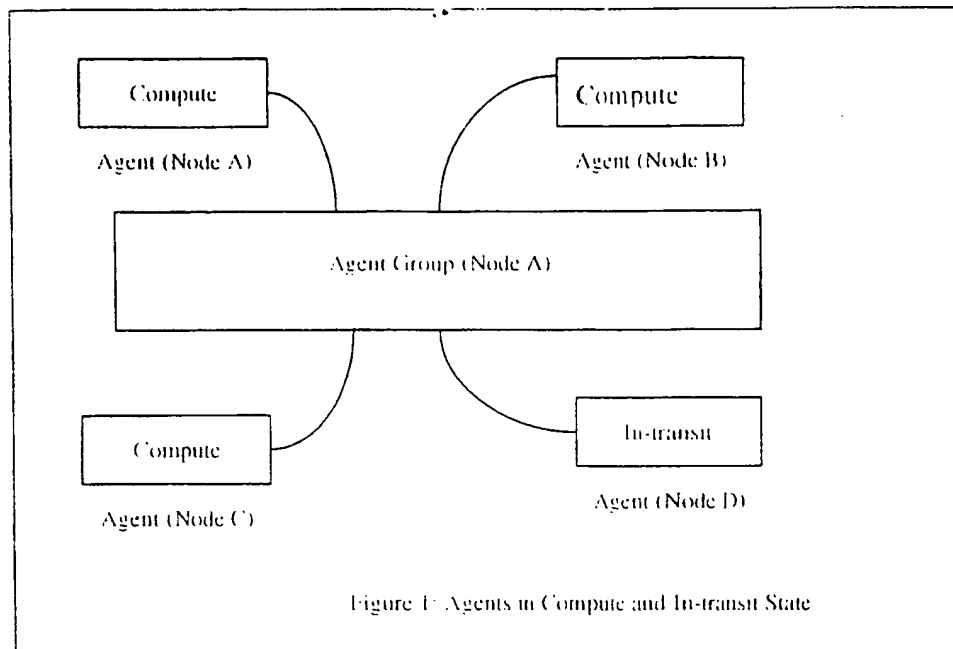 Compute
Compute
Agent (Node A)
Agent (Node B)
Agent Group (Node A)
Compute
In-transit
Agent (Node C)
Agent (Node D)
Figure 1: Agents in Compute and In-transit State